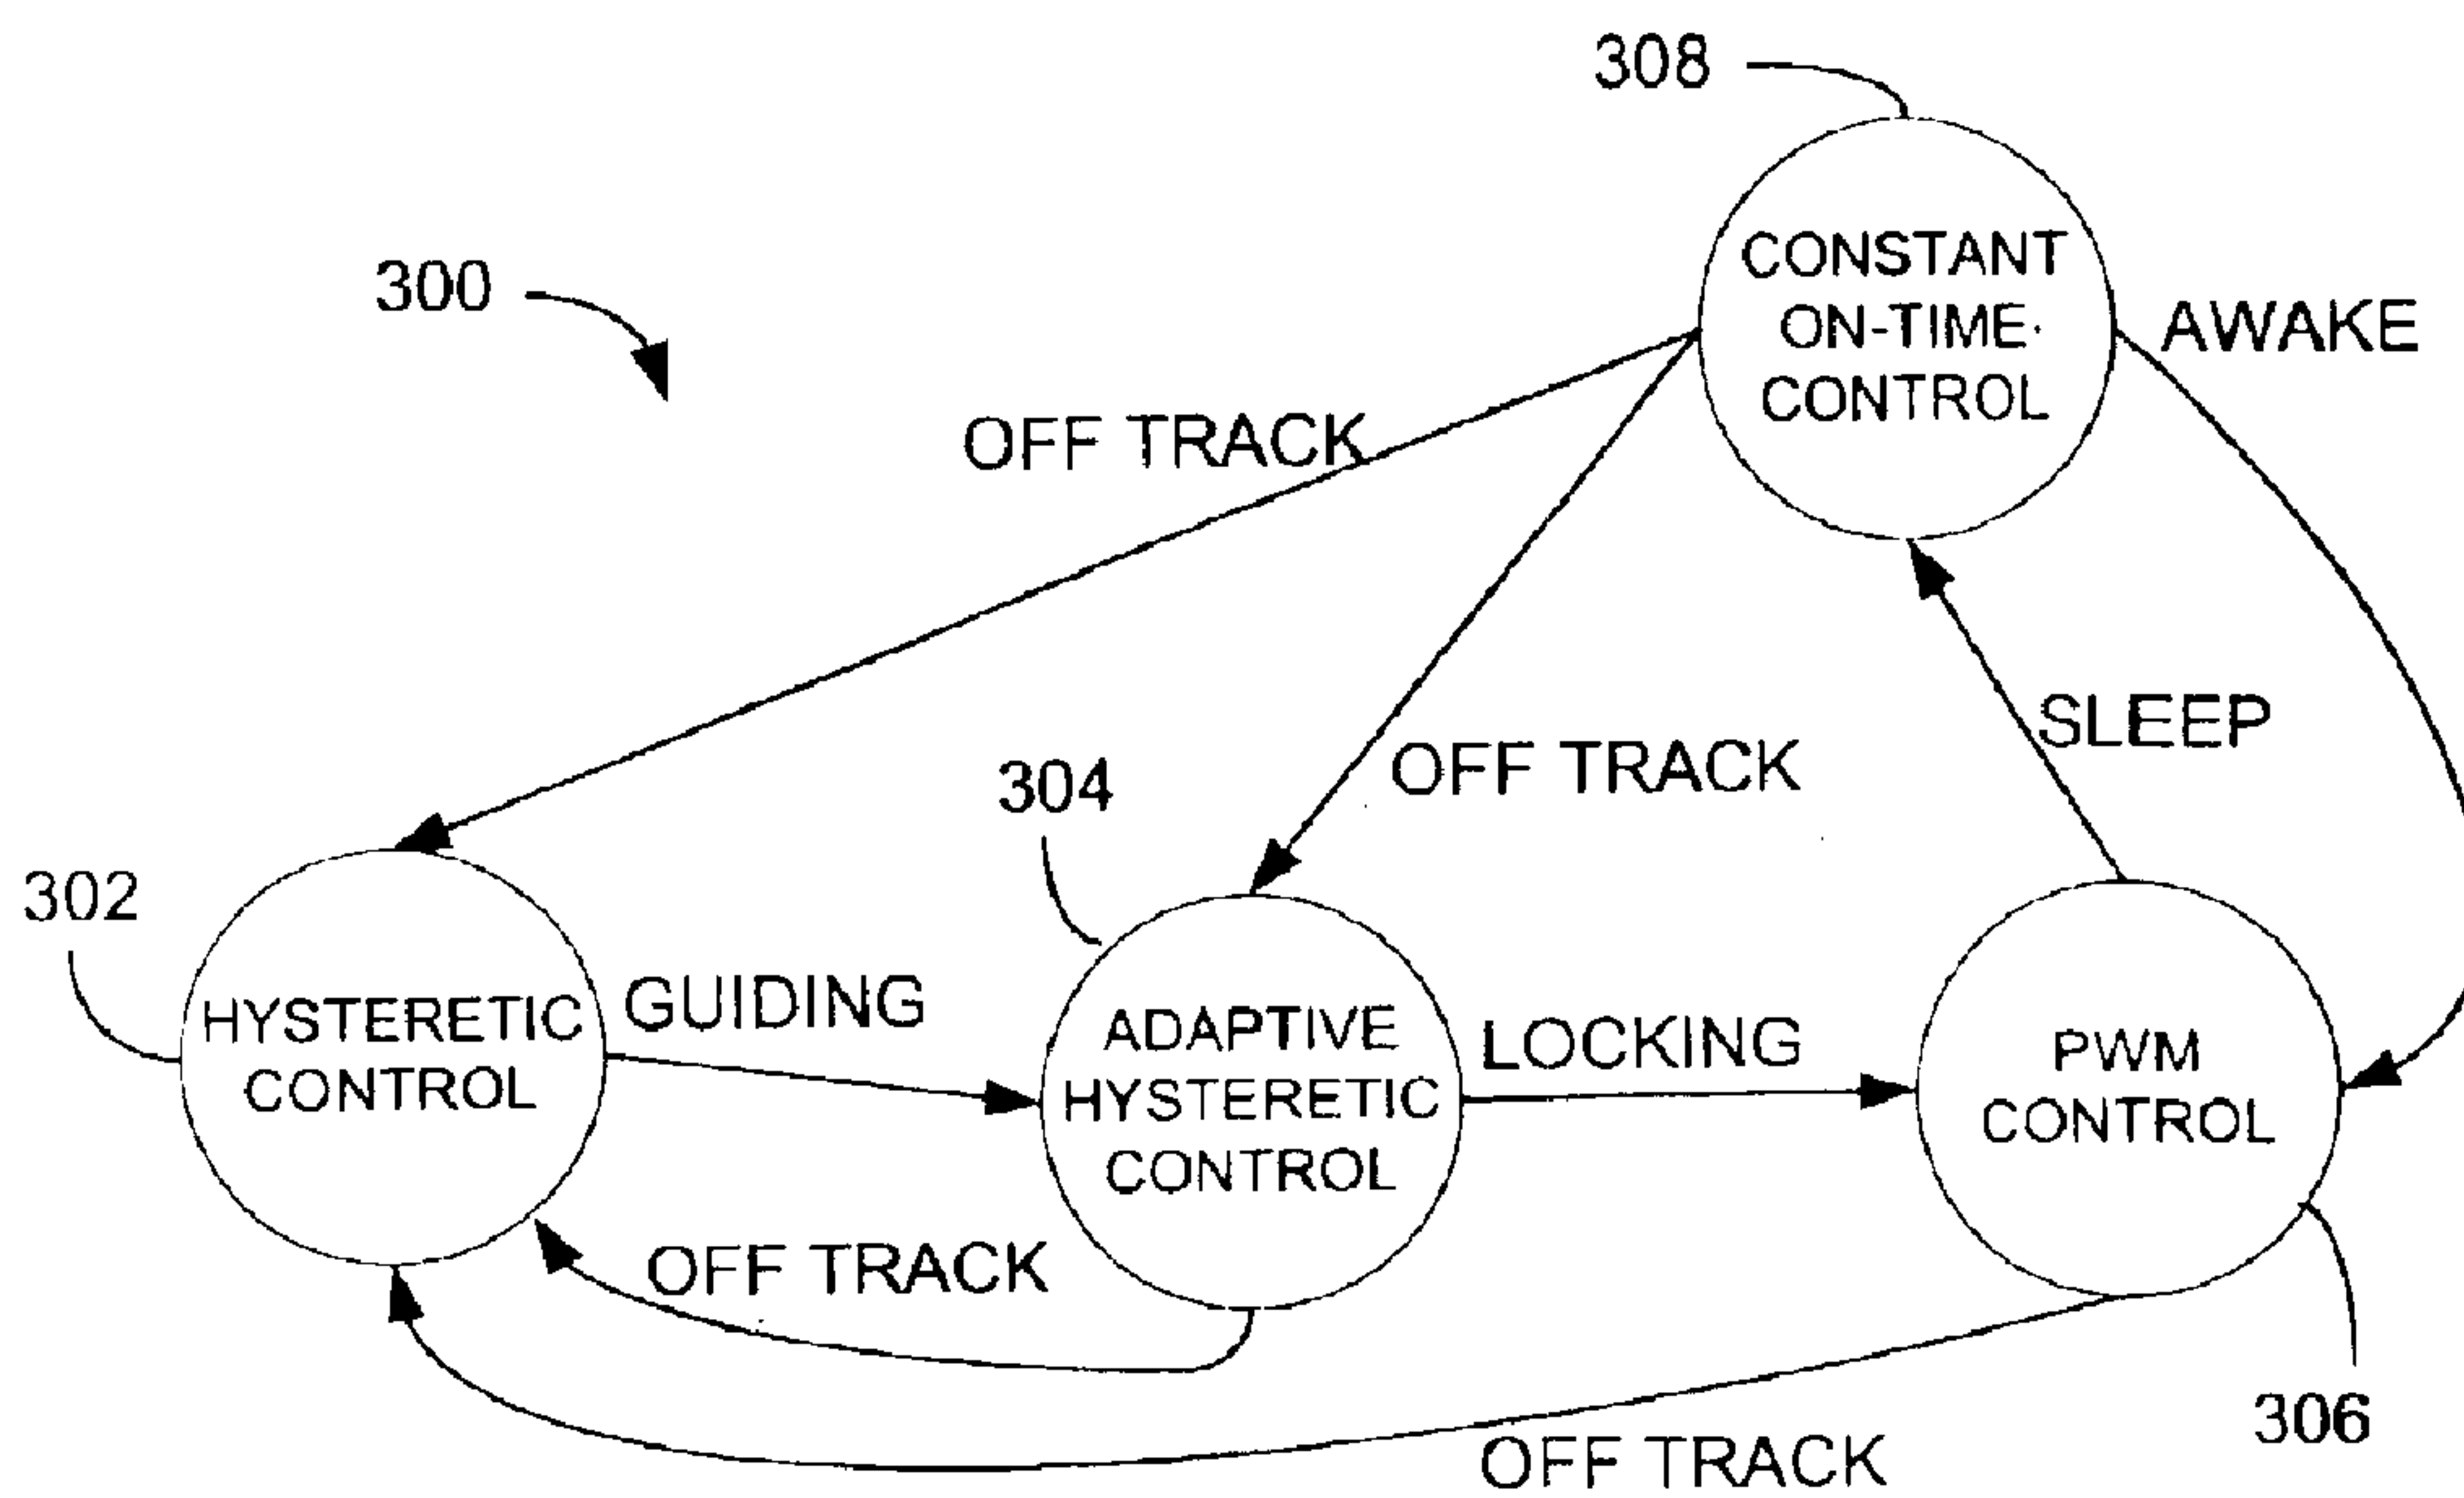 308
CONSTANT
ON-TIME
CONTROL
AWAKE
300
OFF TRACK
SLEEP
OFF TRACK
304
302
HYSTERETIC
CONTROL
GUIDING
ADAPTIVE
HYSTERETIC
CONTROL
LOCKING
PWM
CONTROL
OFF TRACK
306
OFF TRACK